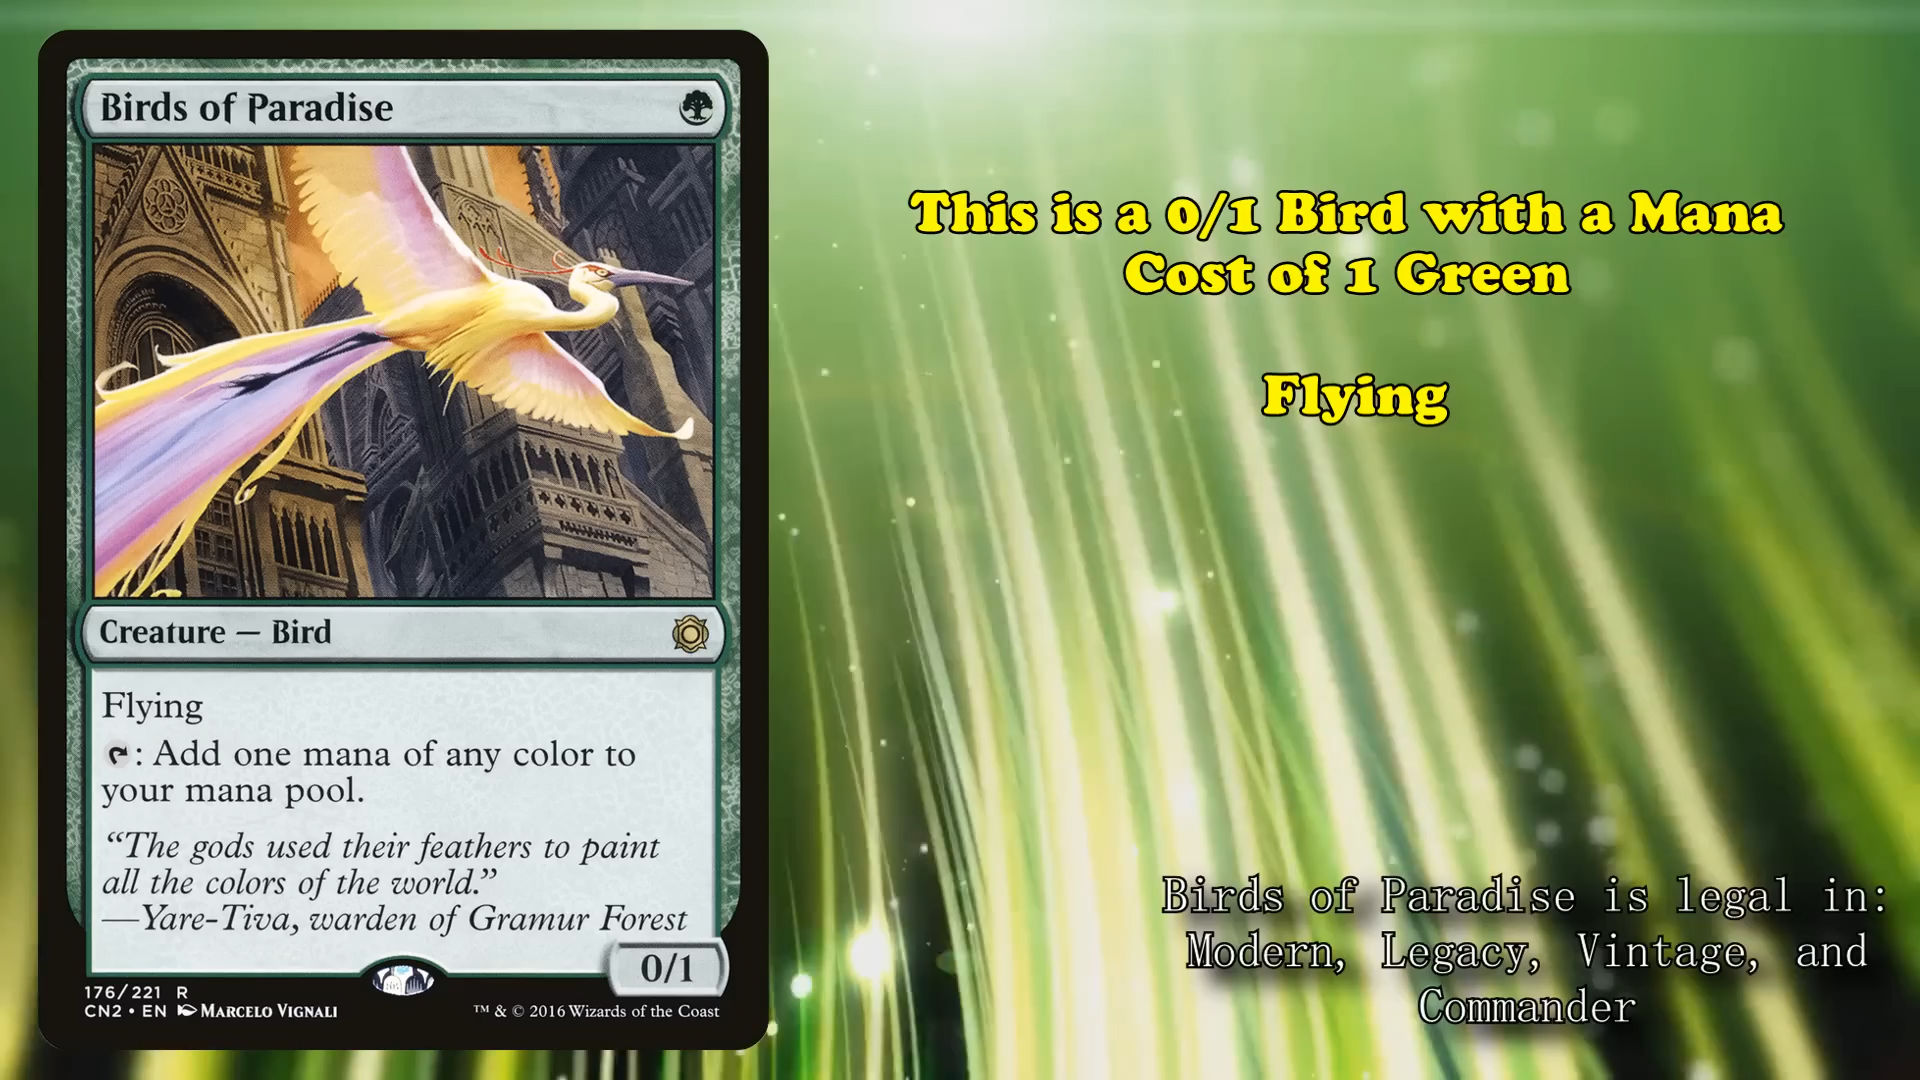 Birds of Paradise
Creature — Bird
Flying
: Add one mana of any color to
your mana pool.
“The gods used their feathers to paint
all the colors of the world.”
—Yare-Tiva, warden of Gramur Forest
0/1
176/221 R
CN2 • EN MARCELO VIGNALI
™ & © 2016 Wizards of the Coast
This is a 0/1 Bird with a Mana
Cost of 1 Green
Flying
Birds of Paradise is legal in:
Modern, Legacy, Vintage, and
Commander